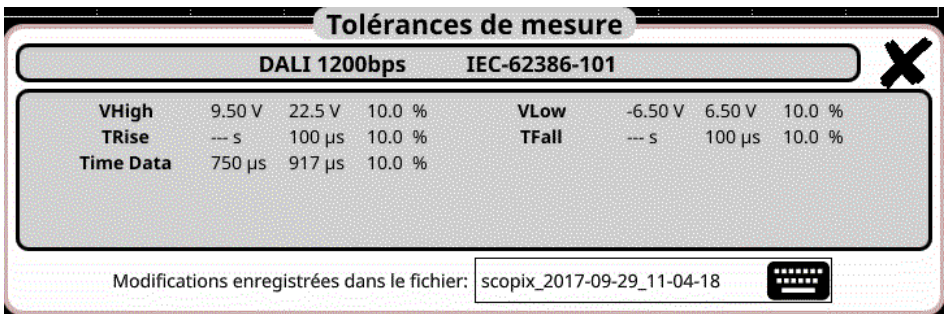 Tolérances de mesure
DALI 1200bps IEC-62386-101
VHigh 9.50 V 22.5 V 10.0 % VLow -6.50 V 6.50 V 10.0 %
TRise --- s 100 µs 10.0 % TFall --- s 100 µs 10.0 %
Time Data 750 µs 917 µs 10.0 %
Modifications enregistrées dans le fichier: scopix_2017-09-29_11-04-18